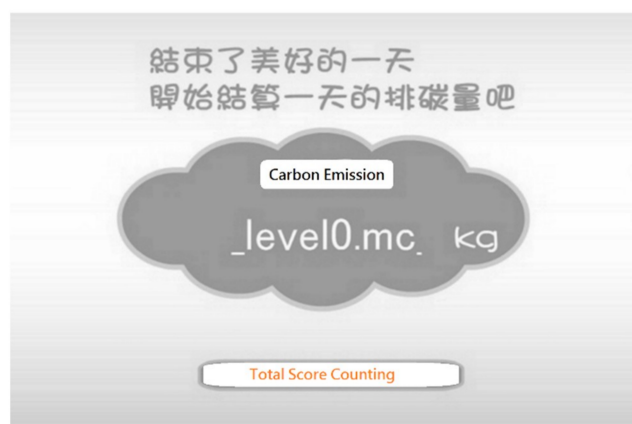 結束了美好的一天
開始結算一天的排碳量吧
Carbon Emission
_level0.mc_ kg
Total Score Counting